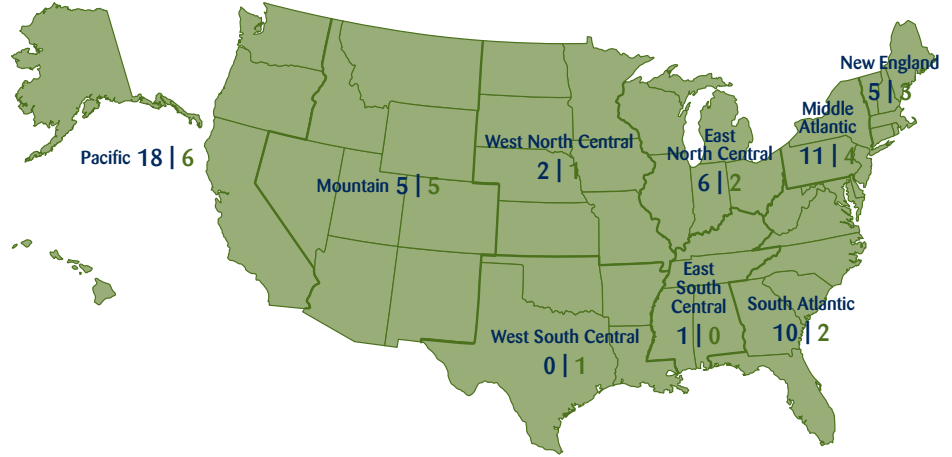 New England
5 | 3
Middle
Atlantic
11 | 4
East
North Central
6 | 2
West North Central
2 | 1
Pacific 18 | 6
Mountain 5 | 5
East
South
Central
1 | 0
South Atlantic
10 | 2
West South Central
0 | 1